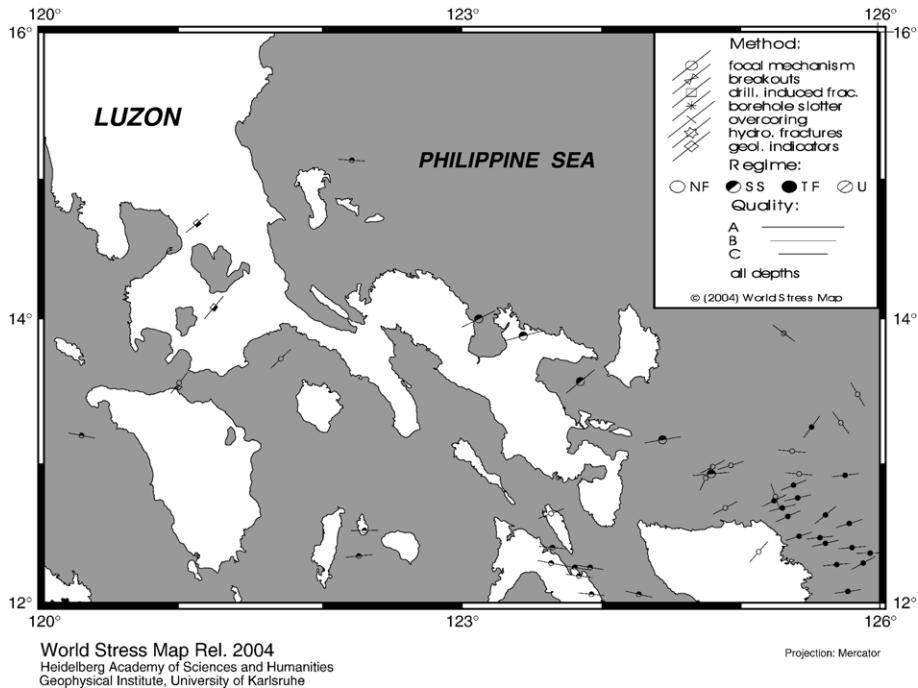 120° 123° 126°
16° 16°
LUZON
PHILIPPINE SEA
Method:
focal mechanism
breakouts
drill. induced frac.
borehole slotter
overcoring
hydro. fractures
geol. indicators
Regime:
NF SS TF U
Quality:
A
B
C
all depths
© (2004) World Stress Map
14° 14°
12° 12°
120° 123° 126°
World Stress Map Rel. 2004
Heidelberg Academy of Sciences and Humanities
Geophysical Institute, University of Karlsruhe
Projection: Mercator